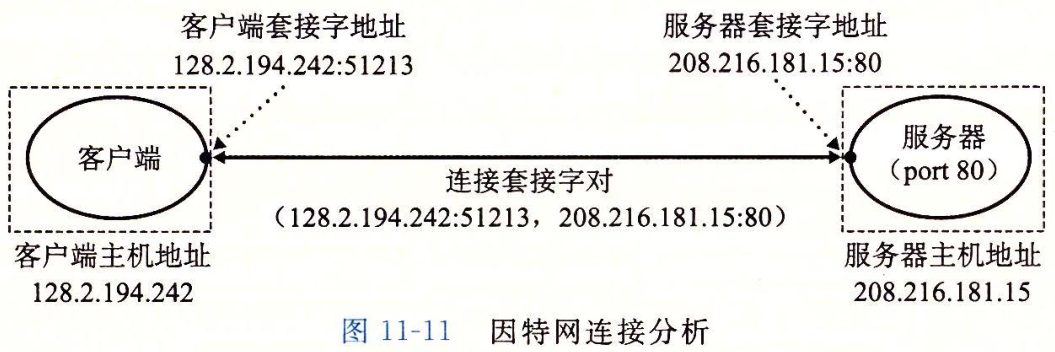 客户端套接字地址
128.2.194.242:51213
服务器套接字地址
208.216.181.15:80
客户端
服务器
（port 80）
连接套接字对
（128.2.194.242:51213，208.216.181.15:80）
客户端主机地址
128.2.194.242
服务器主机地址
208.216.181.15
图 11-11 因特网连接分析